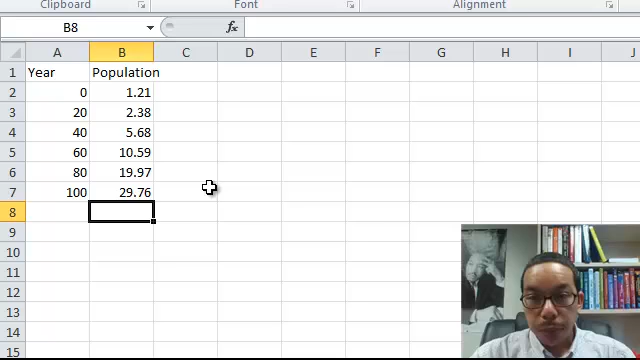 Clipboard Font Alignment
B8 fx
A B C D E F G H I J
1 Year Population
2 0 1.21
3 20 2.38
4 40 5.68
5 60 10.59
6 80 19.97
7 100 29.76
8
9
10
11
12
13
14
15